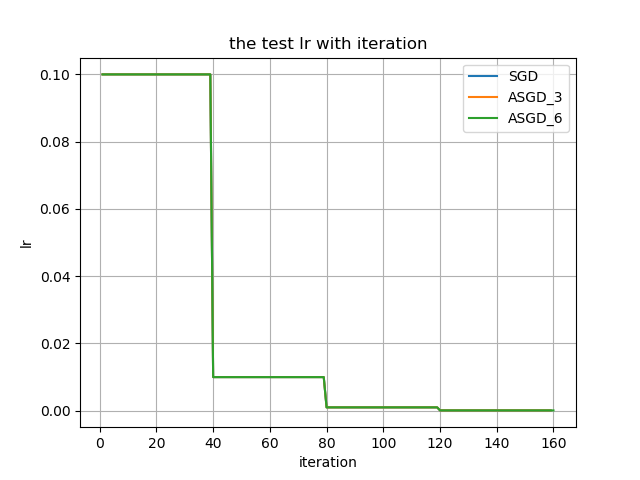 the test lr with iteration
SGD
ASGD_3
ASGD_6
lr
0.10
0.08
0.06
0.04
0.02
0.00
0 20 40 60 80 100 120 140 160
iteration